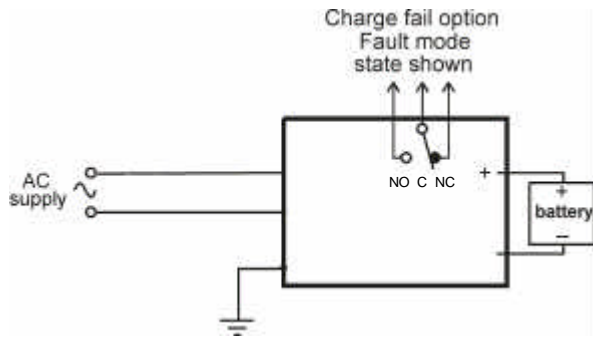 Charge fail option
Fault mode
state shown
NO C NC
AC
supply
+
+
battery
−
−